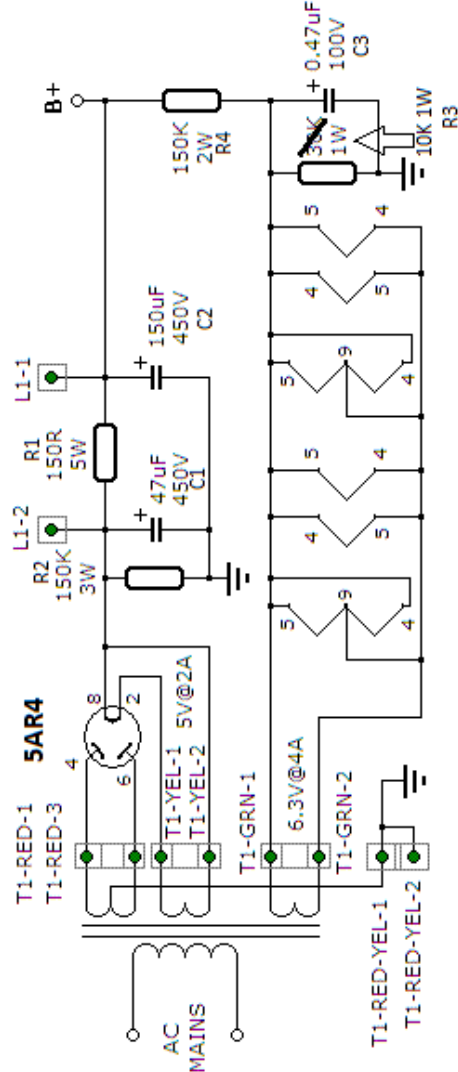 T1-RED-1
T1-RED-3
5AR4
4
8
6
2
T1-YEL-1
T1-YEL-2
5V@2A
R2
150K
3W
L1-2
47uF
450V
C1
+
R1
150R
5W
L1-1
150uF
450V
C2
+
B+
150K
2W
R4
AC
MAINS
T1-GRN-1
6.3V@4A
T1-GRN-2
5
9
4
4
5
5
4
5
9
4
4
5
5
4
1W
+
0.47uF
100V
C3
10K 1W
R3
T1-RED-YEL-1
T1-RED-YEL-2